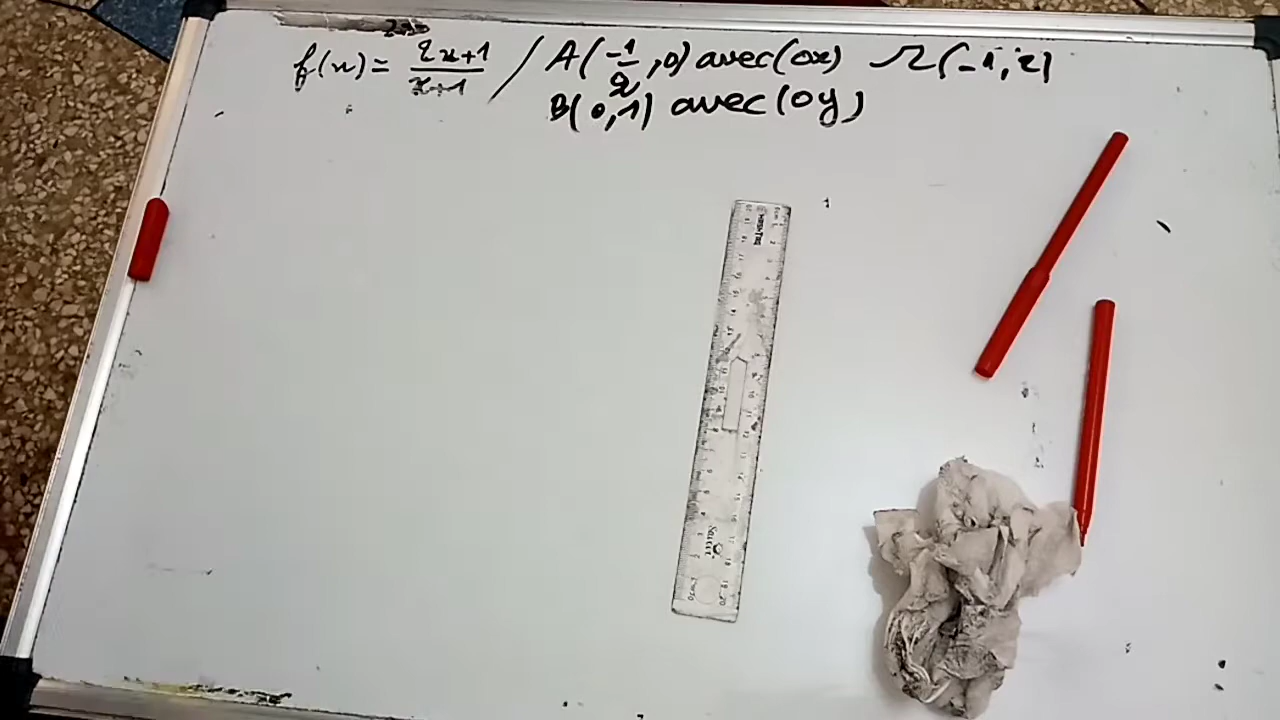 f(x) = 2x+1/x+1 / A(-1/2, 0) avec (ox) Ω(-1, 2)
B(0,1) avec (oy)